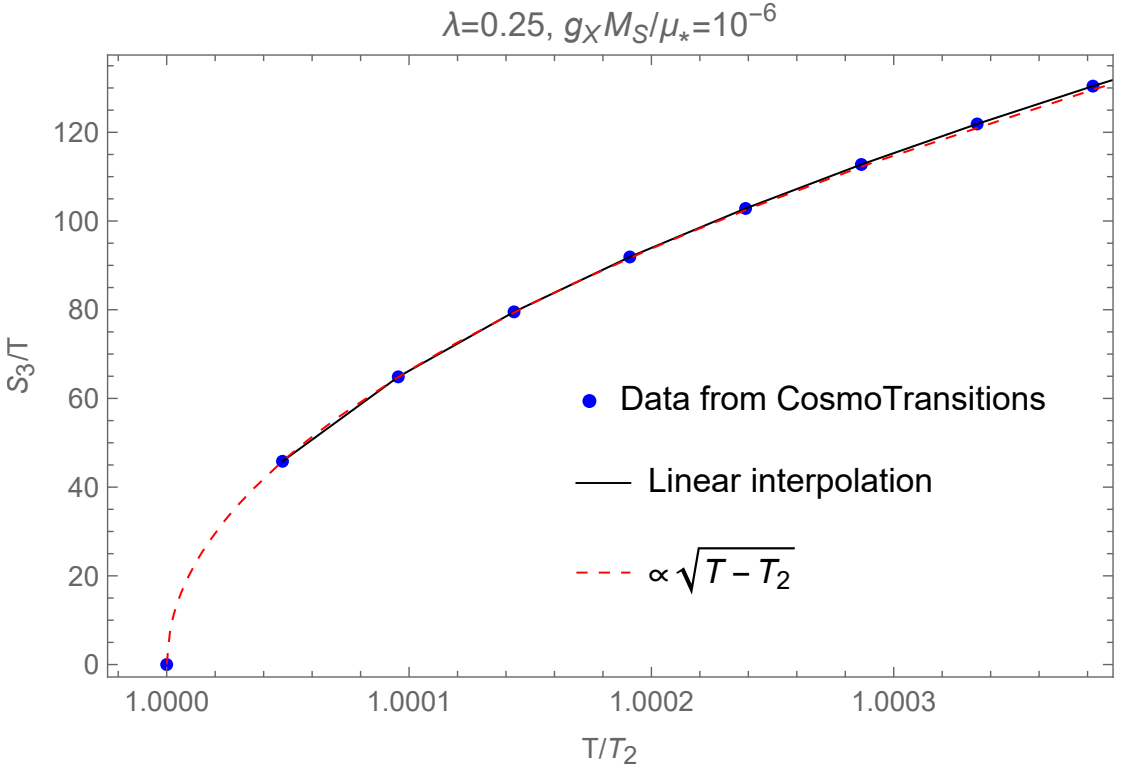 λ=0.25, g_X M_S/μ_*=10^{-6}
S_3/T
120
100
80
60
40
20
0
Data from CosmoTransitions
Linear interpolation
∝√(T − T_2)
1.0000 1.0001 1.0002 1.0003
T/T_2